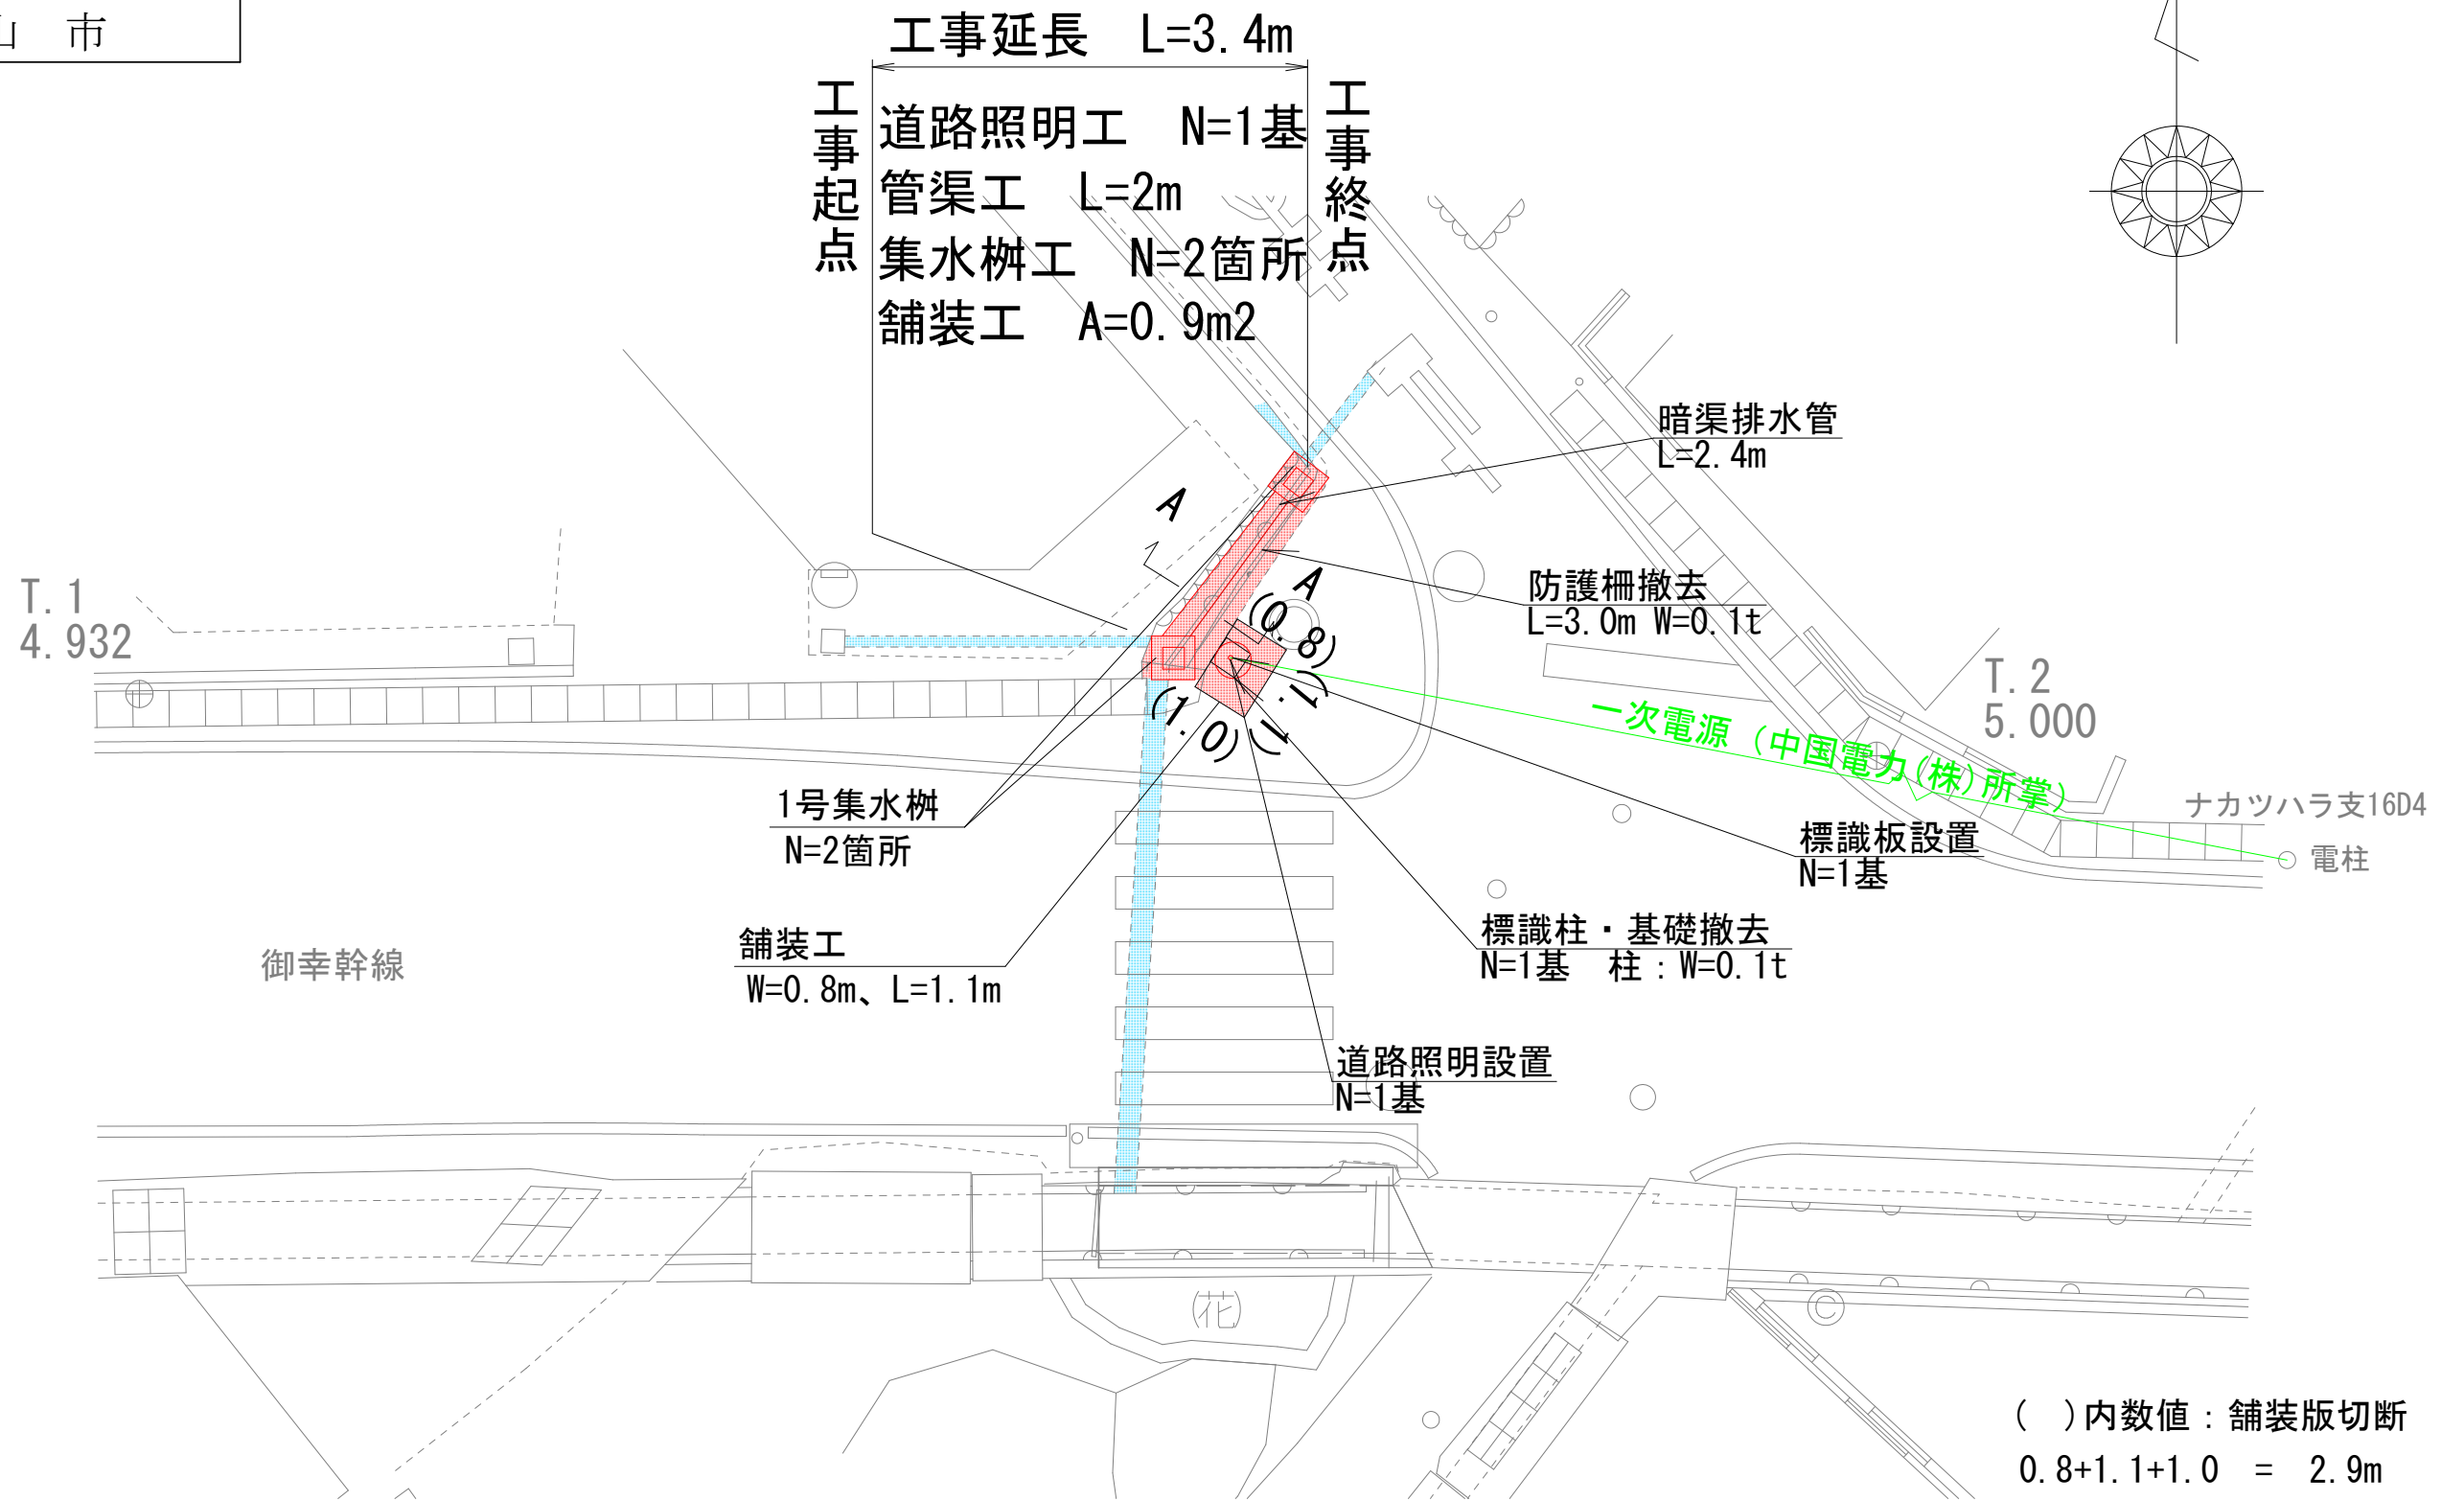 山 市
工事延長 L=3.4m
工事起点
道路照明工 N=1基
管渠工 L=2m
集水桝工 N=2箇所
舗装工 A=0.9m2
工事終点
暗渠排水管
L=2.4m
A
A
防護柵撤去
L=3.0m W=0.1t
(0.8)
(1.1)
(1.0)
T.1
4.932
T.2
5.000
一次電源(中国電力(株)所掌)
ナカツハラ支16D4
電柱
1号集水桝
N=2箇所
標識板設置
N=1基
舗装工
W=0.8m、L=1.1m
標識柱・基礎撤去
N=1基 柱:W=0.1t
御幸幹線
道路照明設置
N=1基
花
( )内数値:舗装版切断
0.8+1.1+1.0 = 2.9m